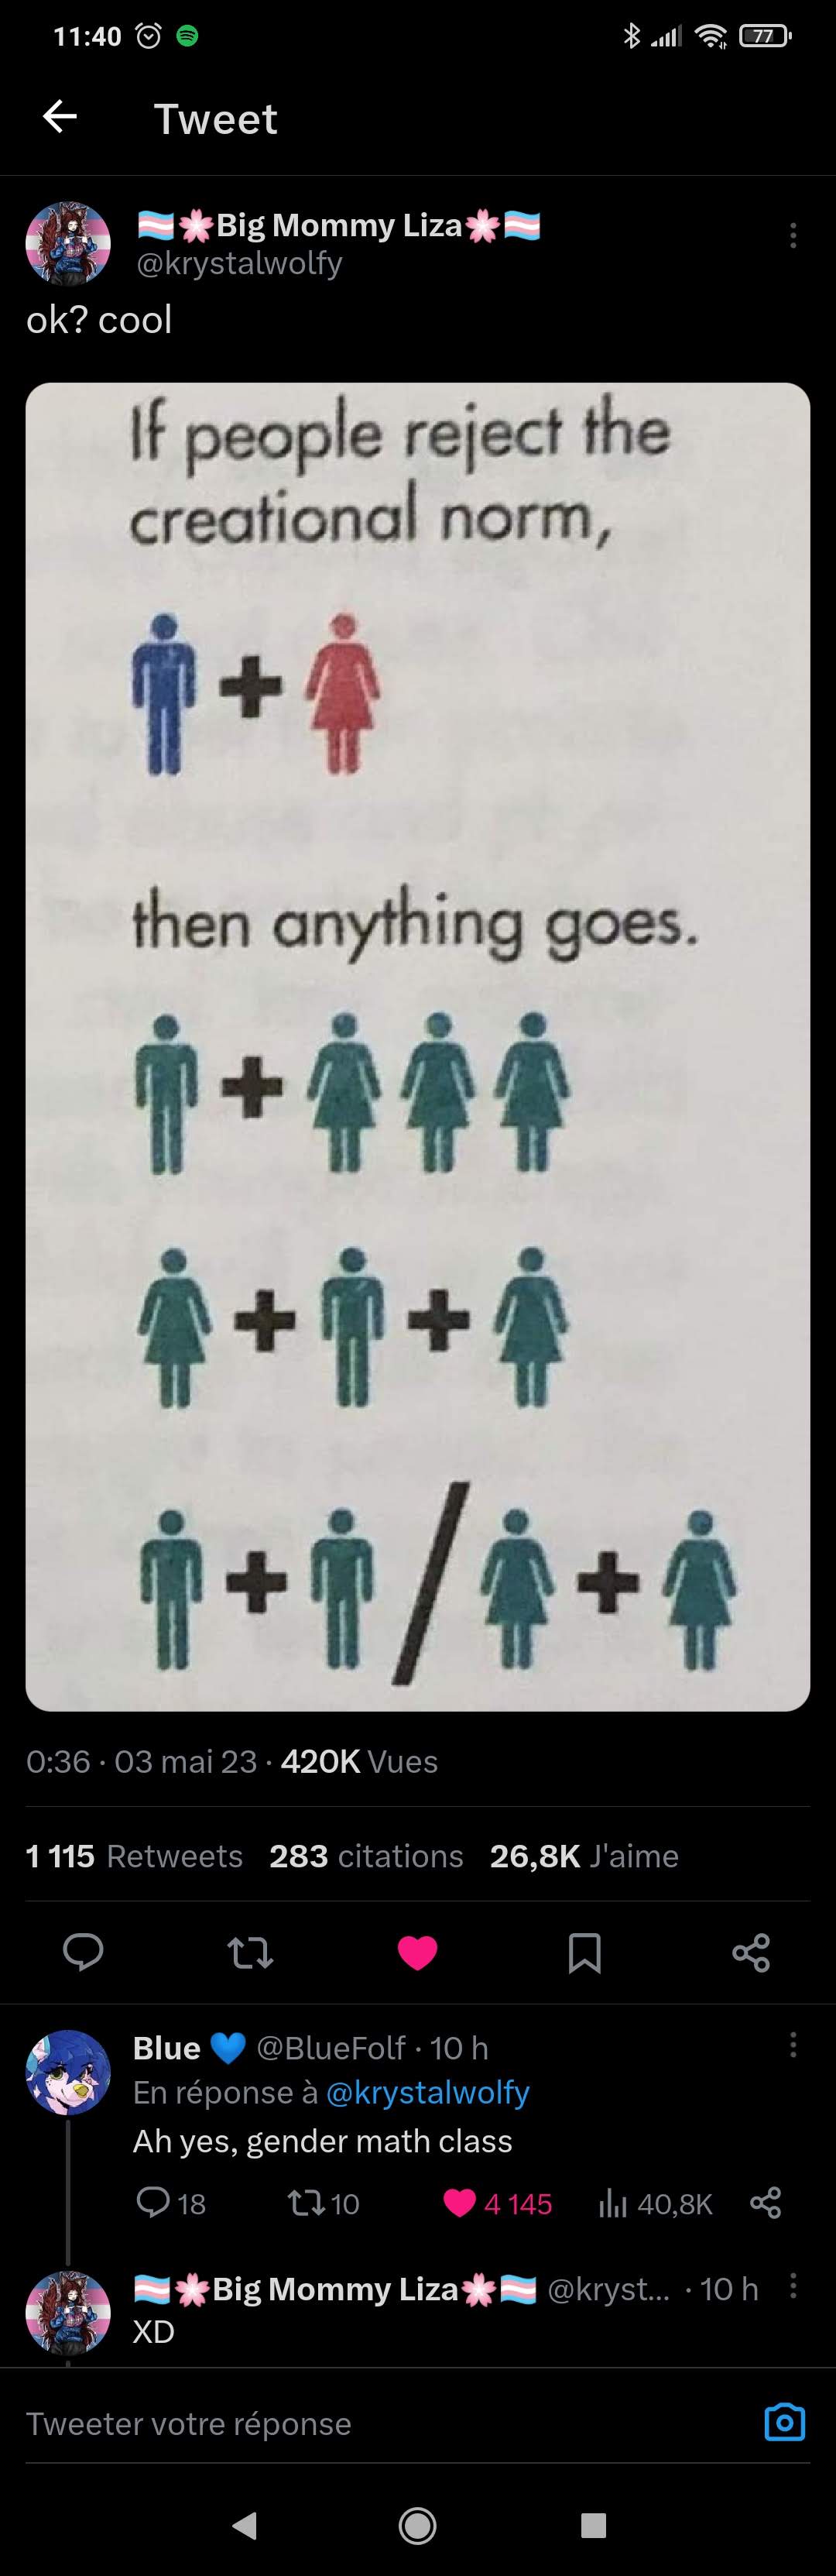 11:40
77
Tweet
Big Mommy Liza
@krystalwolfy
ok? cool
If people reject the
creational norm,
+
then anything goes.
+
+ +
+ / +
0:36 · 03 mai 23 · 420K Vues
1 115 Retweets 283 citations 26,8K J'aime
Blue 💙 @BlueFolf · 10 h
En réponse à @krystalwolfy
Ah yes, gender math class
18 10 4 145 40,8K
🏳️‍⚧️🌸Big Mommy Liza🌸🏳️‍⚧️ @kryst... · 10 h
XD
Tweeter votre réponse